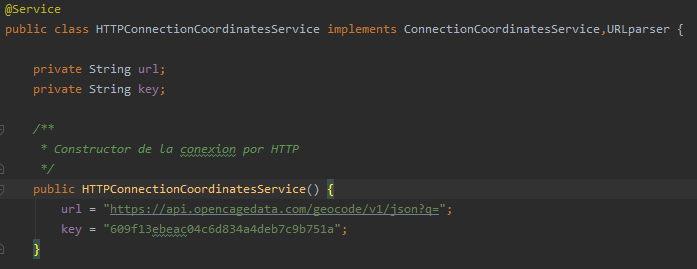 @Service
public class HTTPConnectionCoordinatesService implements ConnectionCoordinatesService,URLparser {
private String url;
private String key;
/**
* Constructor de la conexion por HTTP
*/
public HTTPConnectionCoordinatesService() {
url = "https://api.opencagedata.com/geocode/v1/json?q=";
key = "609f13ebeac04c6d834a4deb7c9b751a";
}